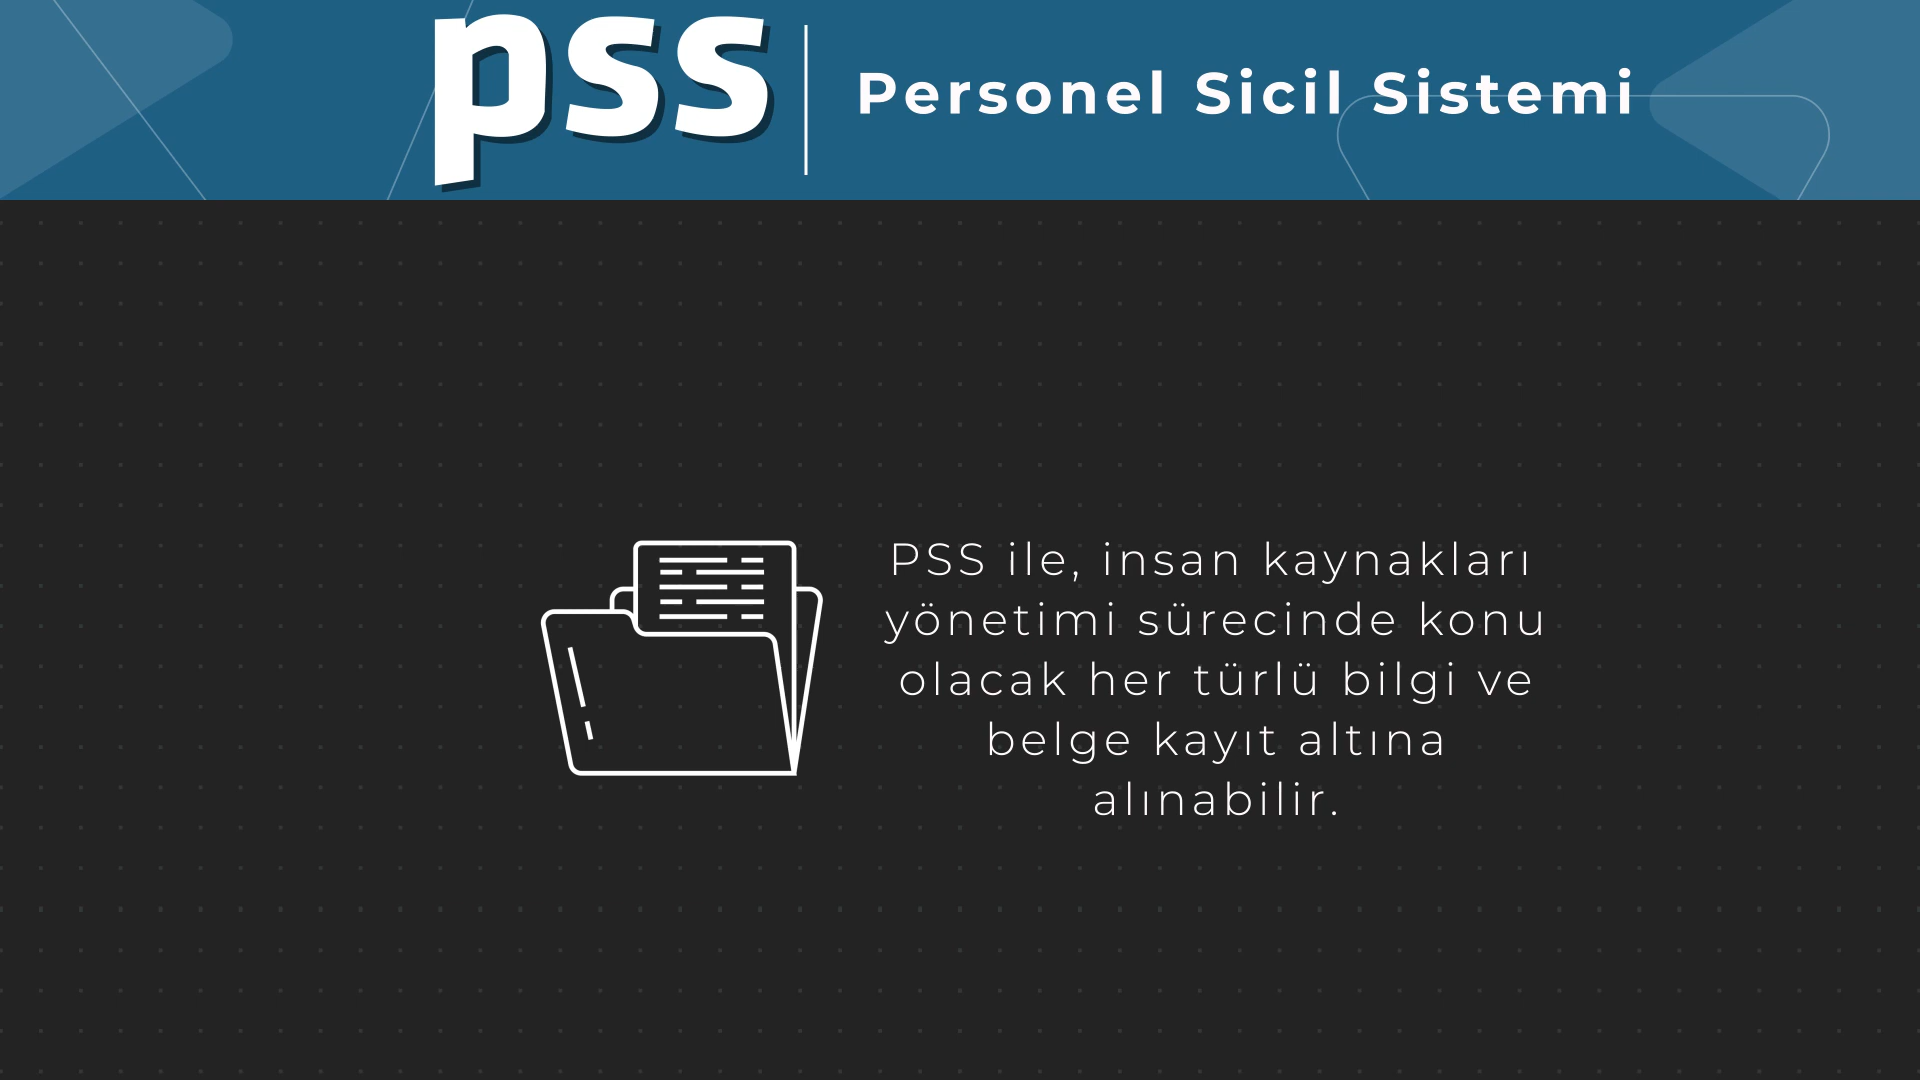 pss
Personel Sicil Sistemi
PSS ile, insan kaynakları
yönetimi sürecinde konu
olacak her türlü bilgi ve
belge kayıt altına
alınabilir.